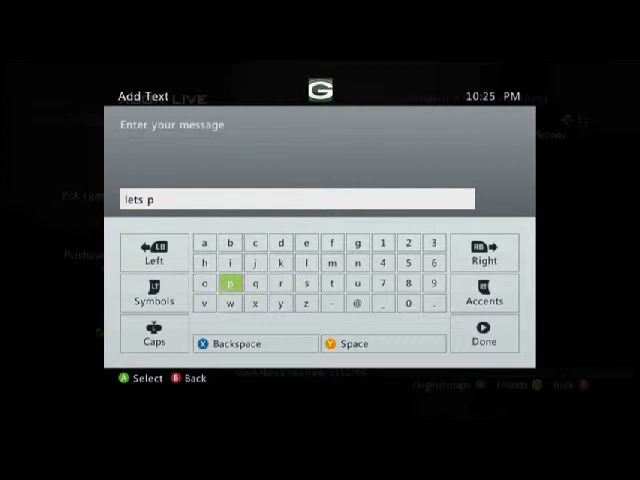 Add Text
G
10:25 PM
Enter your message
lets p
LB
Left
a b c d e f g 1 2 3
RB
Right
h i j k l m n 4 5 6
LT
Symbols
o p q r s t u 7 8 9
RT
Accents
v w x y z - @ _ 0 .
Caps
X Backspace
Y Space
Done
A Select B Back
LIVE